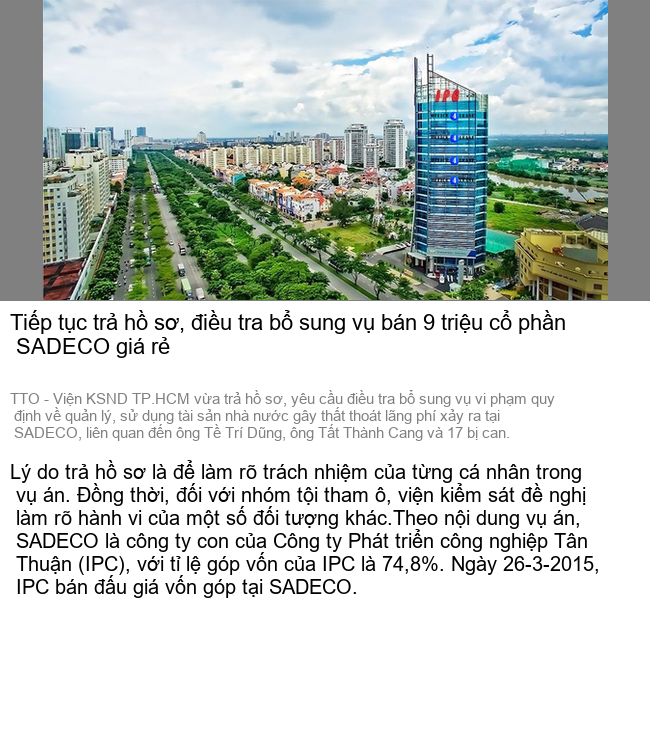 IPC
Tiếp tục trả hồ sơ, điều tra bổ sung vụ bán 9 triệu cổ phần
SADECO giá rẻ
TTO - Viện KSND TP.HCM vừa trả hồ sơ, yêu cầu điều tra bổ sung vụ vi phạm quy
định về quản lý, sử dụng tài sản nhà nước gây thất thoát lãng phí xảy ra tại
SADECO, liên quan đến ông Tề Trí Dũng, ông Tất Thành Cang và 17 bị can.
Lý do trả hồ sơ là để làm rõ trách nhiệm của từng cá nhân trong
vụ án. Đồng thời, đối với nhóm tội tham ô, viện kiểm sát đề nghị
làm rõ hành vi của một số đối tượng khác.Theo nội dung vụ án,
SADECO là công ty con của Công ty Phát triển công nghiệp Tân
Thuận (IPC), với tỉ lệ góp vốn của IPC là 74,8%. Ngày 26-3-2015,
IPC bán đấu giá vốn góp tại SADECO.